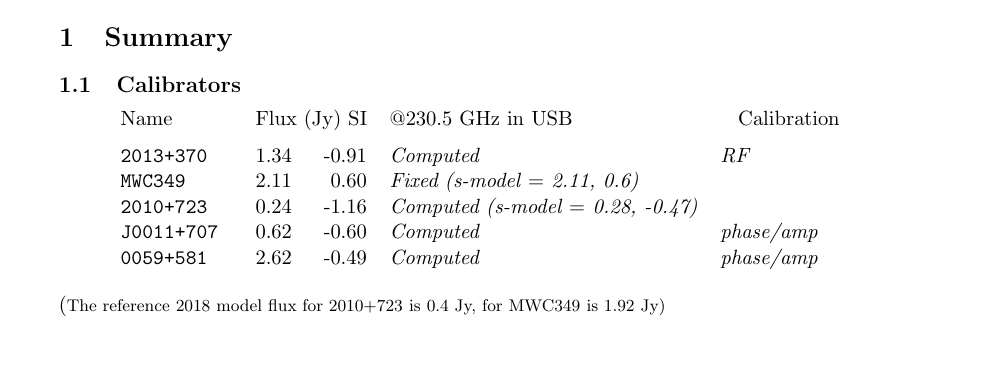 1 Summary
1.1 Calibrators
Name Flux (Jy) SI @230.5 GHz in USB Calibration
2013+370 1.34 -0.91 Computed RF
MWC349 2.11 0.60 Fixed (s-model = 2.11, 0.6)
2010+723 0.24 -1.16 Computed (s-model = 0.28, -0.47)
J0011+707 0.62 -0.60 Computed phase/amp
0059+581 2.62 -0.49 Computed phase/amp
(The reference 2018 model flux for 2010+723 is 0.4 Jy, for MWC349 is 1.92 Jy)